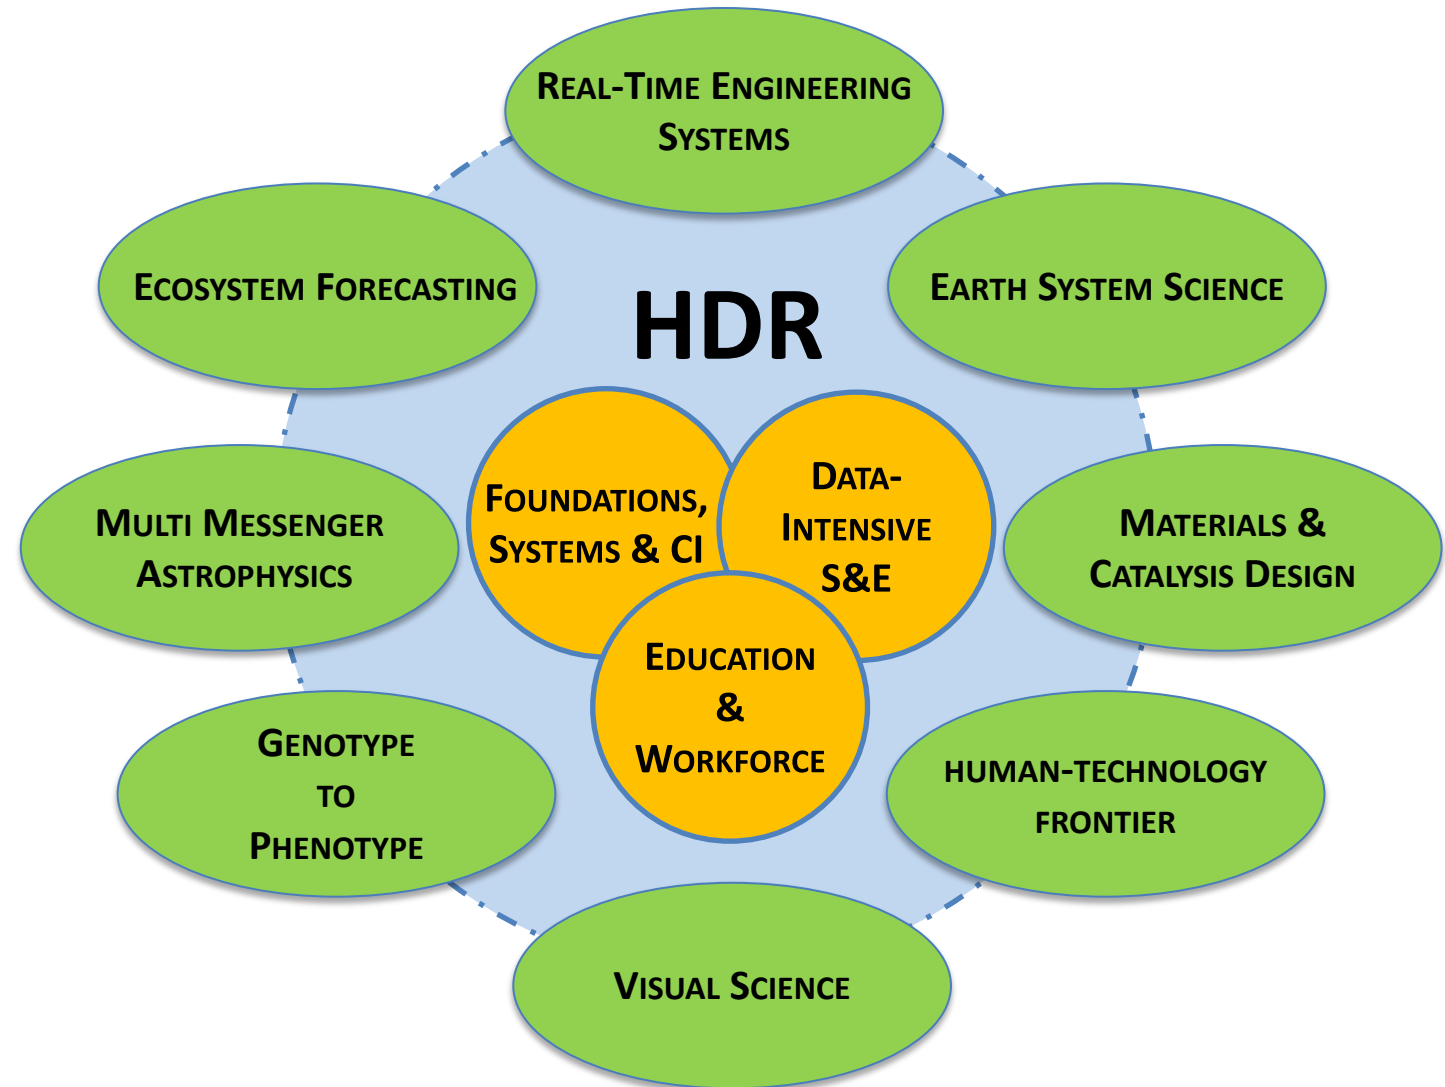 Real-Time Engineering
Systems
Ecosystem Forecasting
Earth System Science
HDR
Foundations,
Systems & CI
Data-
Intensive
S&E
Multi Messenger
Astrophysics
Materials &
Catalysis Design
Education
&
Workforce
Genotype
to
Phenotype
human-technology
frontier
Visual Science